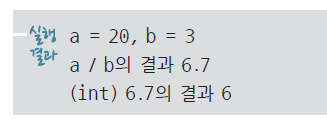 실행
결과
a = 20, b = 3
a / b의 결과 6.7
(int) 6.7의 결과 6